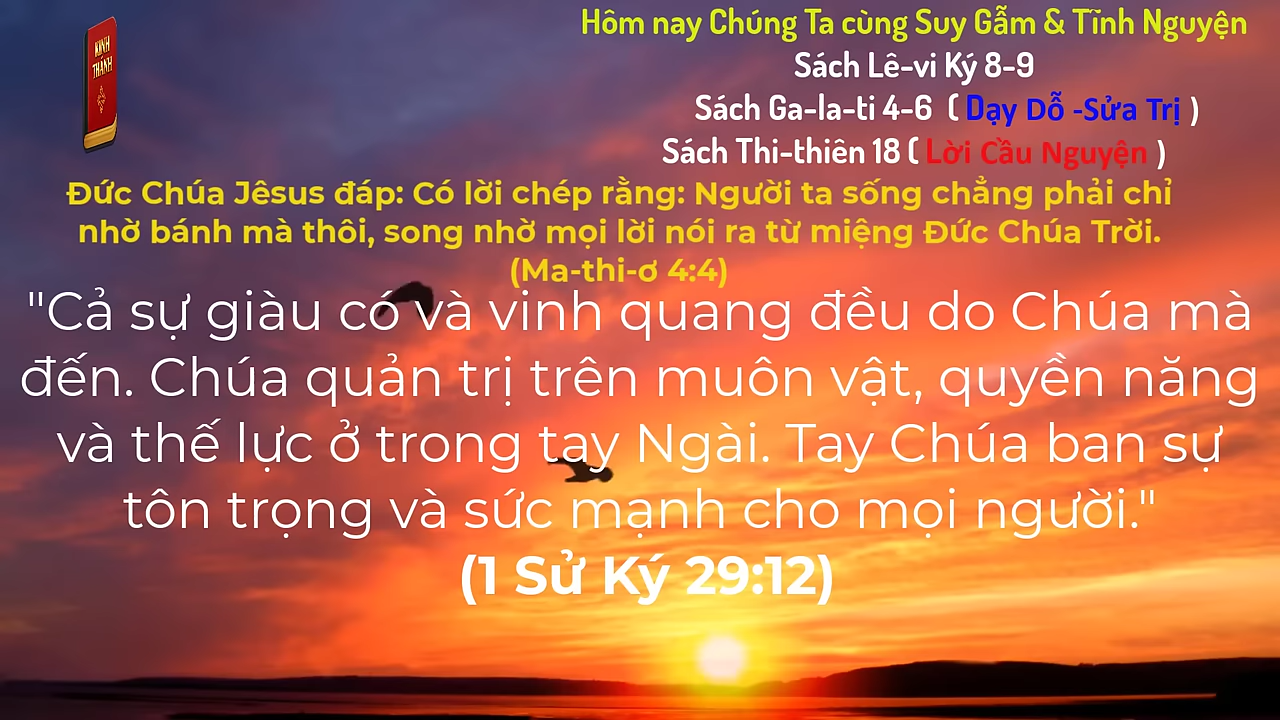 KINH
THÁNH
Hôm nay Chúng Ta cùng Suy Gẫm & Tĩnh Nguyện
Sách Lê-vi Ký 8-9
Sách Ga-la-ti 4-6 ( Dạy Dỗ -Sửa Trị )
Sách Thi-thiên 18 ( Lời Cầu Nguyện )
Đức Chúa Jêsus đáp: Có lời chép rằng: Người ta sống chẳng phải chỉ
nhờ bánh mà thôi, song nhờ mọi lời nói ra từ miệng Đức Chúa Trời.
(Ma-thi-ơ 4:4)
"Cả sự giàu có và vinh quang đều do Chúa mà
đến. Chúa quản trị trên muôn vật, quyền năng
và thế lực ở trong tay Ngài. Tay Chúa ban sự
tôn trọng và sức mạnh cho mọi người."
(1 Sử Ký 29:12)